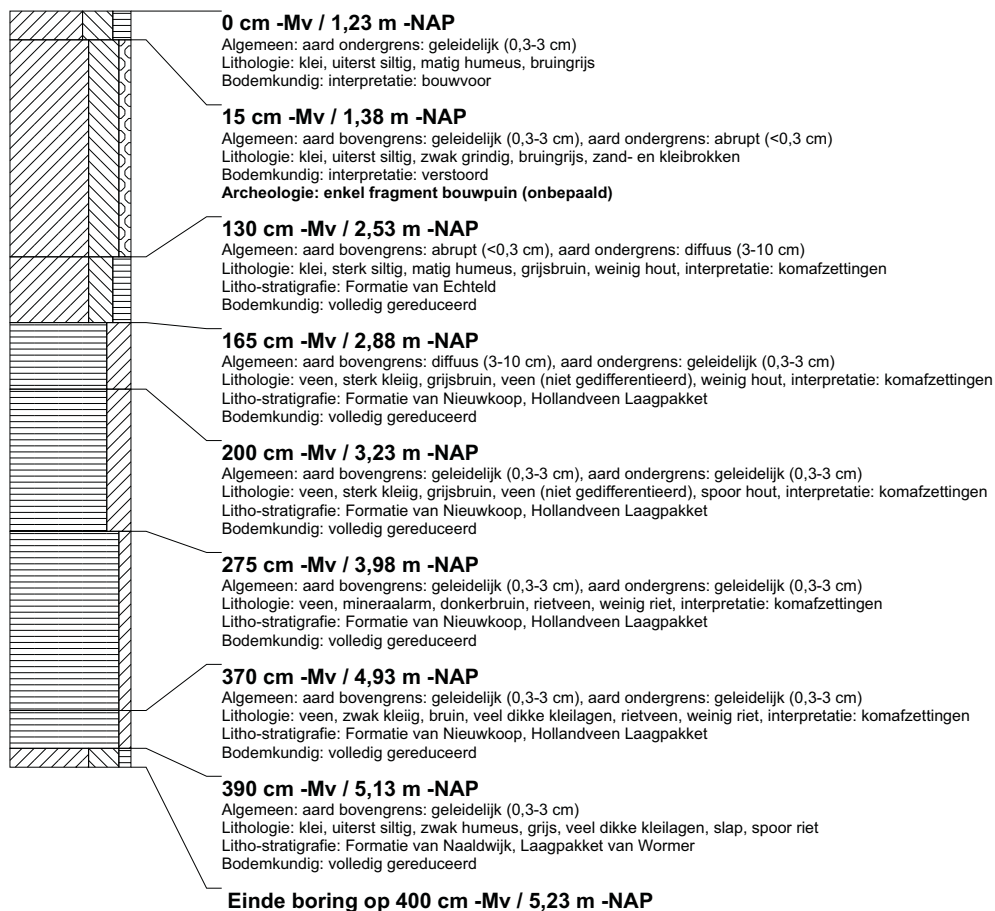 0 cm -Mv / 1,23 m -NAP
Algemeen: aard ondergrens: geleidelijk (0,3-3 cm)
Lithologie: klei, uiterst siltig, matig humeus, bruingrijs
Bodemkundig: interpretatie: bouwvoor
15 cm -Mv / 1,38 m -NAP
Algemeen: aard bovengrens: geleidelijk (0,3-3 cm), aard ondergrens: abrupt (<0,3 cm)
Lithologie: klei, uiterst siltig, zwak grindig, bruingrijs, zand- en kleibrokken
Bodemkundig: interpretatie: verstoord
Archeologie: enkel fragment bouwpuin (onbepaald)
130 cm -Mv / 2,53 m -NAP
Algemeen: aard bovengrens: abrupt (<0,3 cm), aard ondergrens: diffuus (3-10 cm)
Lithologie: klei, sterk siltig, matig humeus, grijsbruin, weinig hout, interpretatie: komafzettingen
Litho-stratigrafie: Formatie van Echteld
Bodemkundig: volledig gereduceerd
165 cm -Mv / 2,88 m -NAP
Algemeen: aard bovengrens: diffuus (3-10 cm), aard ondergrens: geleidelijk (0,3-3 cm)
Lithologie: veen, sterk kleiig, grijsbruin, veen (niet gedifferentieerd), weinig hout, interpretatie: komafzettingen
Litho-stratigrafie: Formatie van Nieuwkoop, Hollandveen Laagpakket
Bodemkundig: volledig gereduceerd
200 cm -Mv / 3,23 m -NAP
Algemeen: aard bovengrens: geleidelijk (0,3-3 cm), aard ondergrens: geleidelijk (0,3-3 cm)
Lithologie: veen, sterk kleiig, grijsbruin, veen (niet gedifferentieerd), spoor hout, interpretatie: komafzettingen
Litho-stratigrafie: Formatie van Nieuwkoop, Hollandveen Laagpakket
Bodemkundig: volledig gereduceerd
275 cm -Mv / 3,98 m -NAP
Algemeen: aard bovengrens: geleidelijk (0,3-3 cm), aard ondergrens: geleidelijk (0,3-3 cm)
Lithologie: veen, mineraalarm, donkerbruin, rietveen, weinig riet, interpretatie: komafzettingen
Litho-stratigrafie: Formatie van Nieuwkoop, Hollandveen Laagpakket
Bodemkundig: volledig gereduceerd
370 cm -Mv / 4,93 m -NAP
Algemeen: aard bovengrens: geleidelijk (0,3-3 cm), aard ondergrens: geleidelijk (0,3-3 cm)
Lithologie: veen, zwak kleiig, bruin, veel dikke kleilagen, rietveen, weinig riet, interpretatie: komafzettingen
Litho-stratigrafie: Formatie van Nieuwkoop, Hollandveen Laagpakket
Bodemkundig: volledig gereduceerd
390 cm -Mv / 5,13 m -NAP
Algemeen: aard bovengrens: geleidelijk (0,3-3 cm)
Lithologie: klei, uiterst siltig, zwak humeus, grijs, veel dikke kleilagen, slap, spoor riet
Litho-stratigrafie: Formatie van Naaldwijk, Laagpakket van Wormer
Bodemkundig: volledig gereduceerd
Einde boring op 400 cm -Mv / 5,23 m -NAP